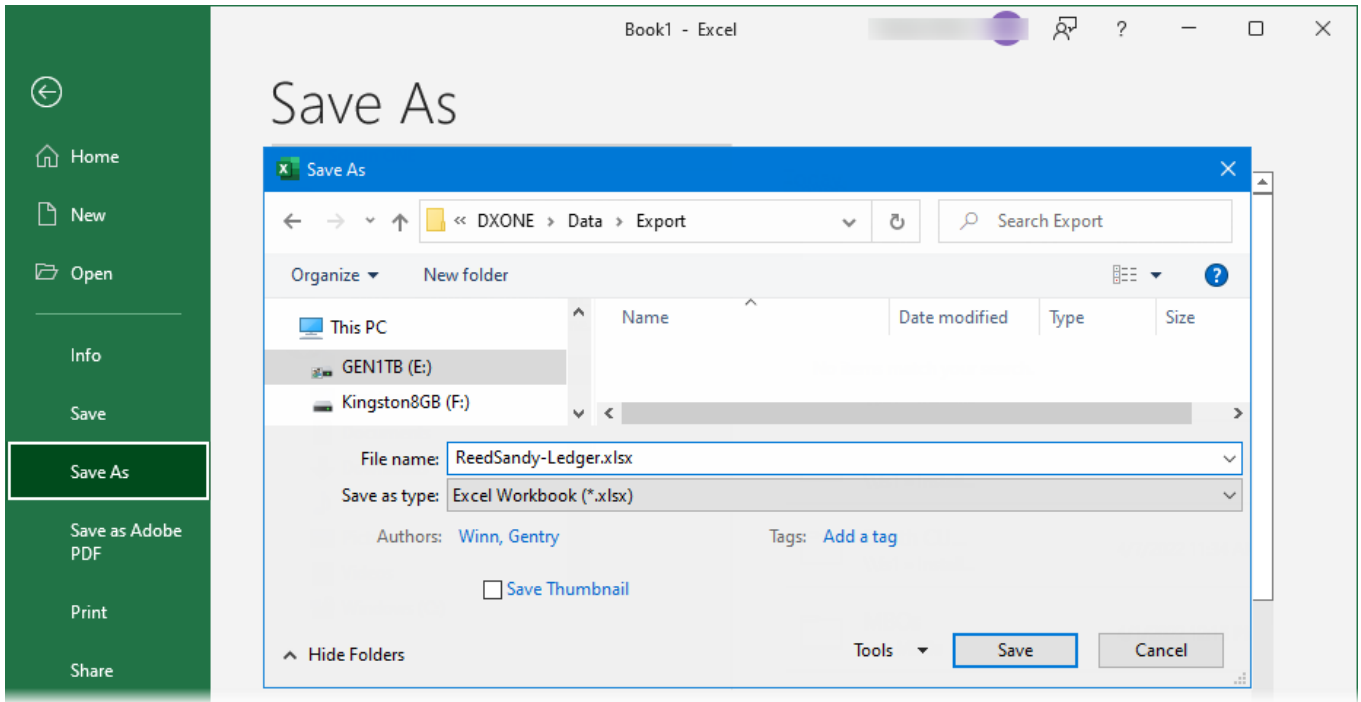 Book1 - Excel
?
Save As
Home
New
Open
Info
Save
Save As
Save as Adobe
PDF
Print
Share
Save As
« DXONE > Data > Export
Search Export
Organize
New folder
?
This PC
GEN1TB (E:)
Kingston8GB (F:)
Name
Date modified
Type
Size
File name: ReedSandy-Ledger.xlsx
Save as type: Excel Workbook (*.xlsx)
Authors: Winn, Gentry
Tags: Add a tag
Save Thumbnail
Hide Folders
Tools
Save
Cancel